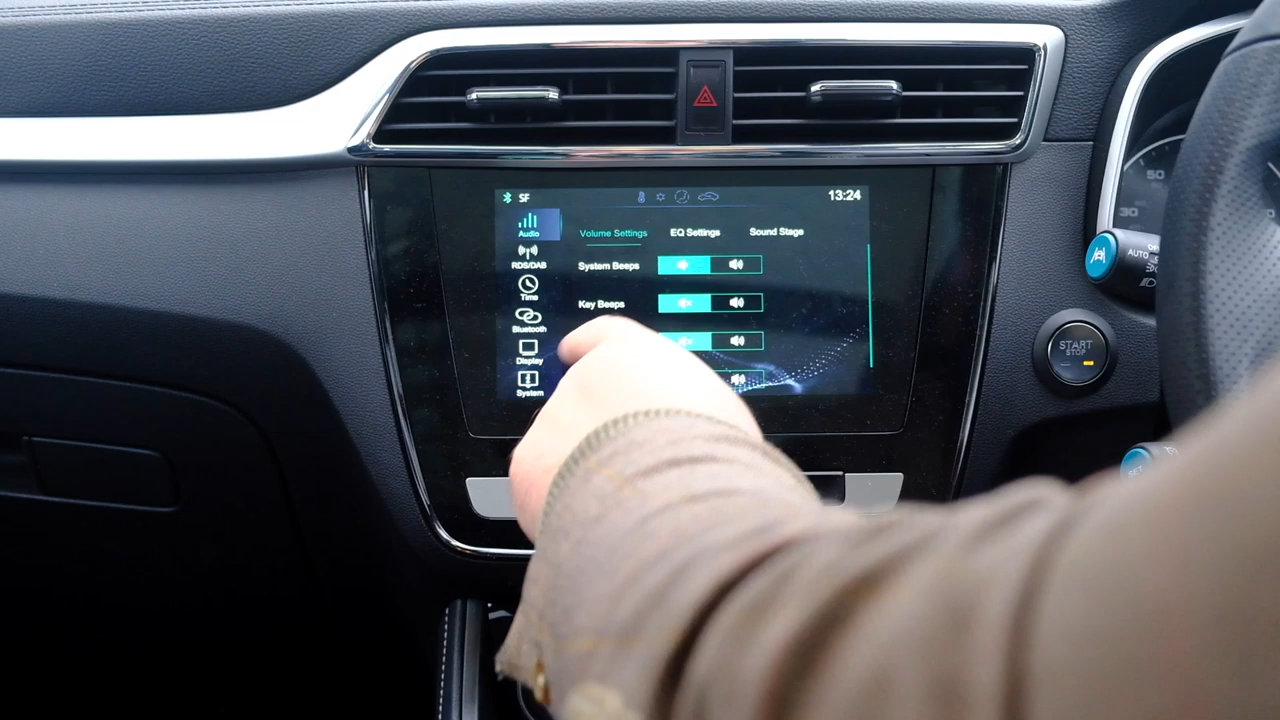 SF
13:24
Audio
RDS/DAB
Time
Bluetooth
Display
System
Volume Settings
EQ Settings
Sound Stage
System Beeps
Key Beeps
50
30
AUTO
START
STOP